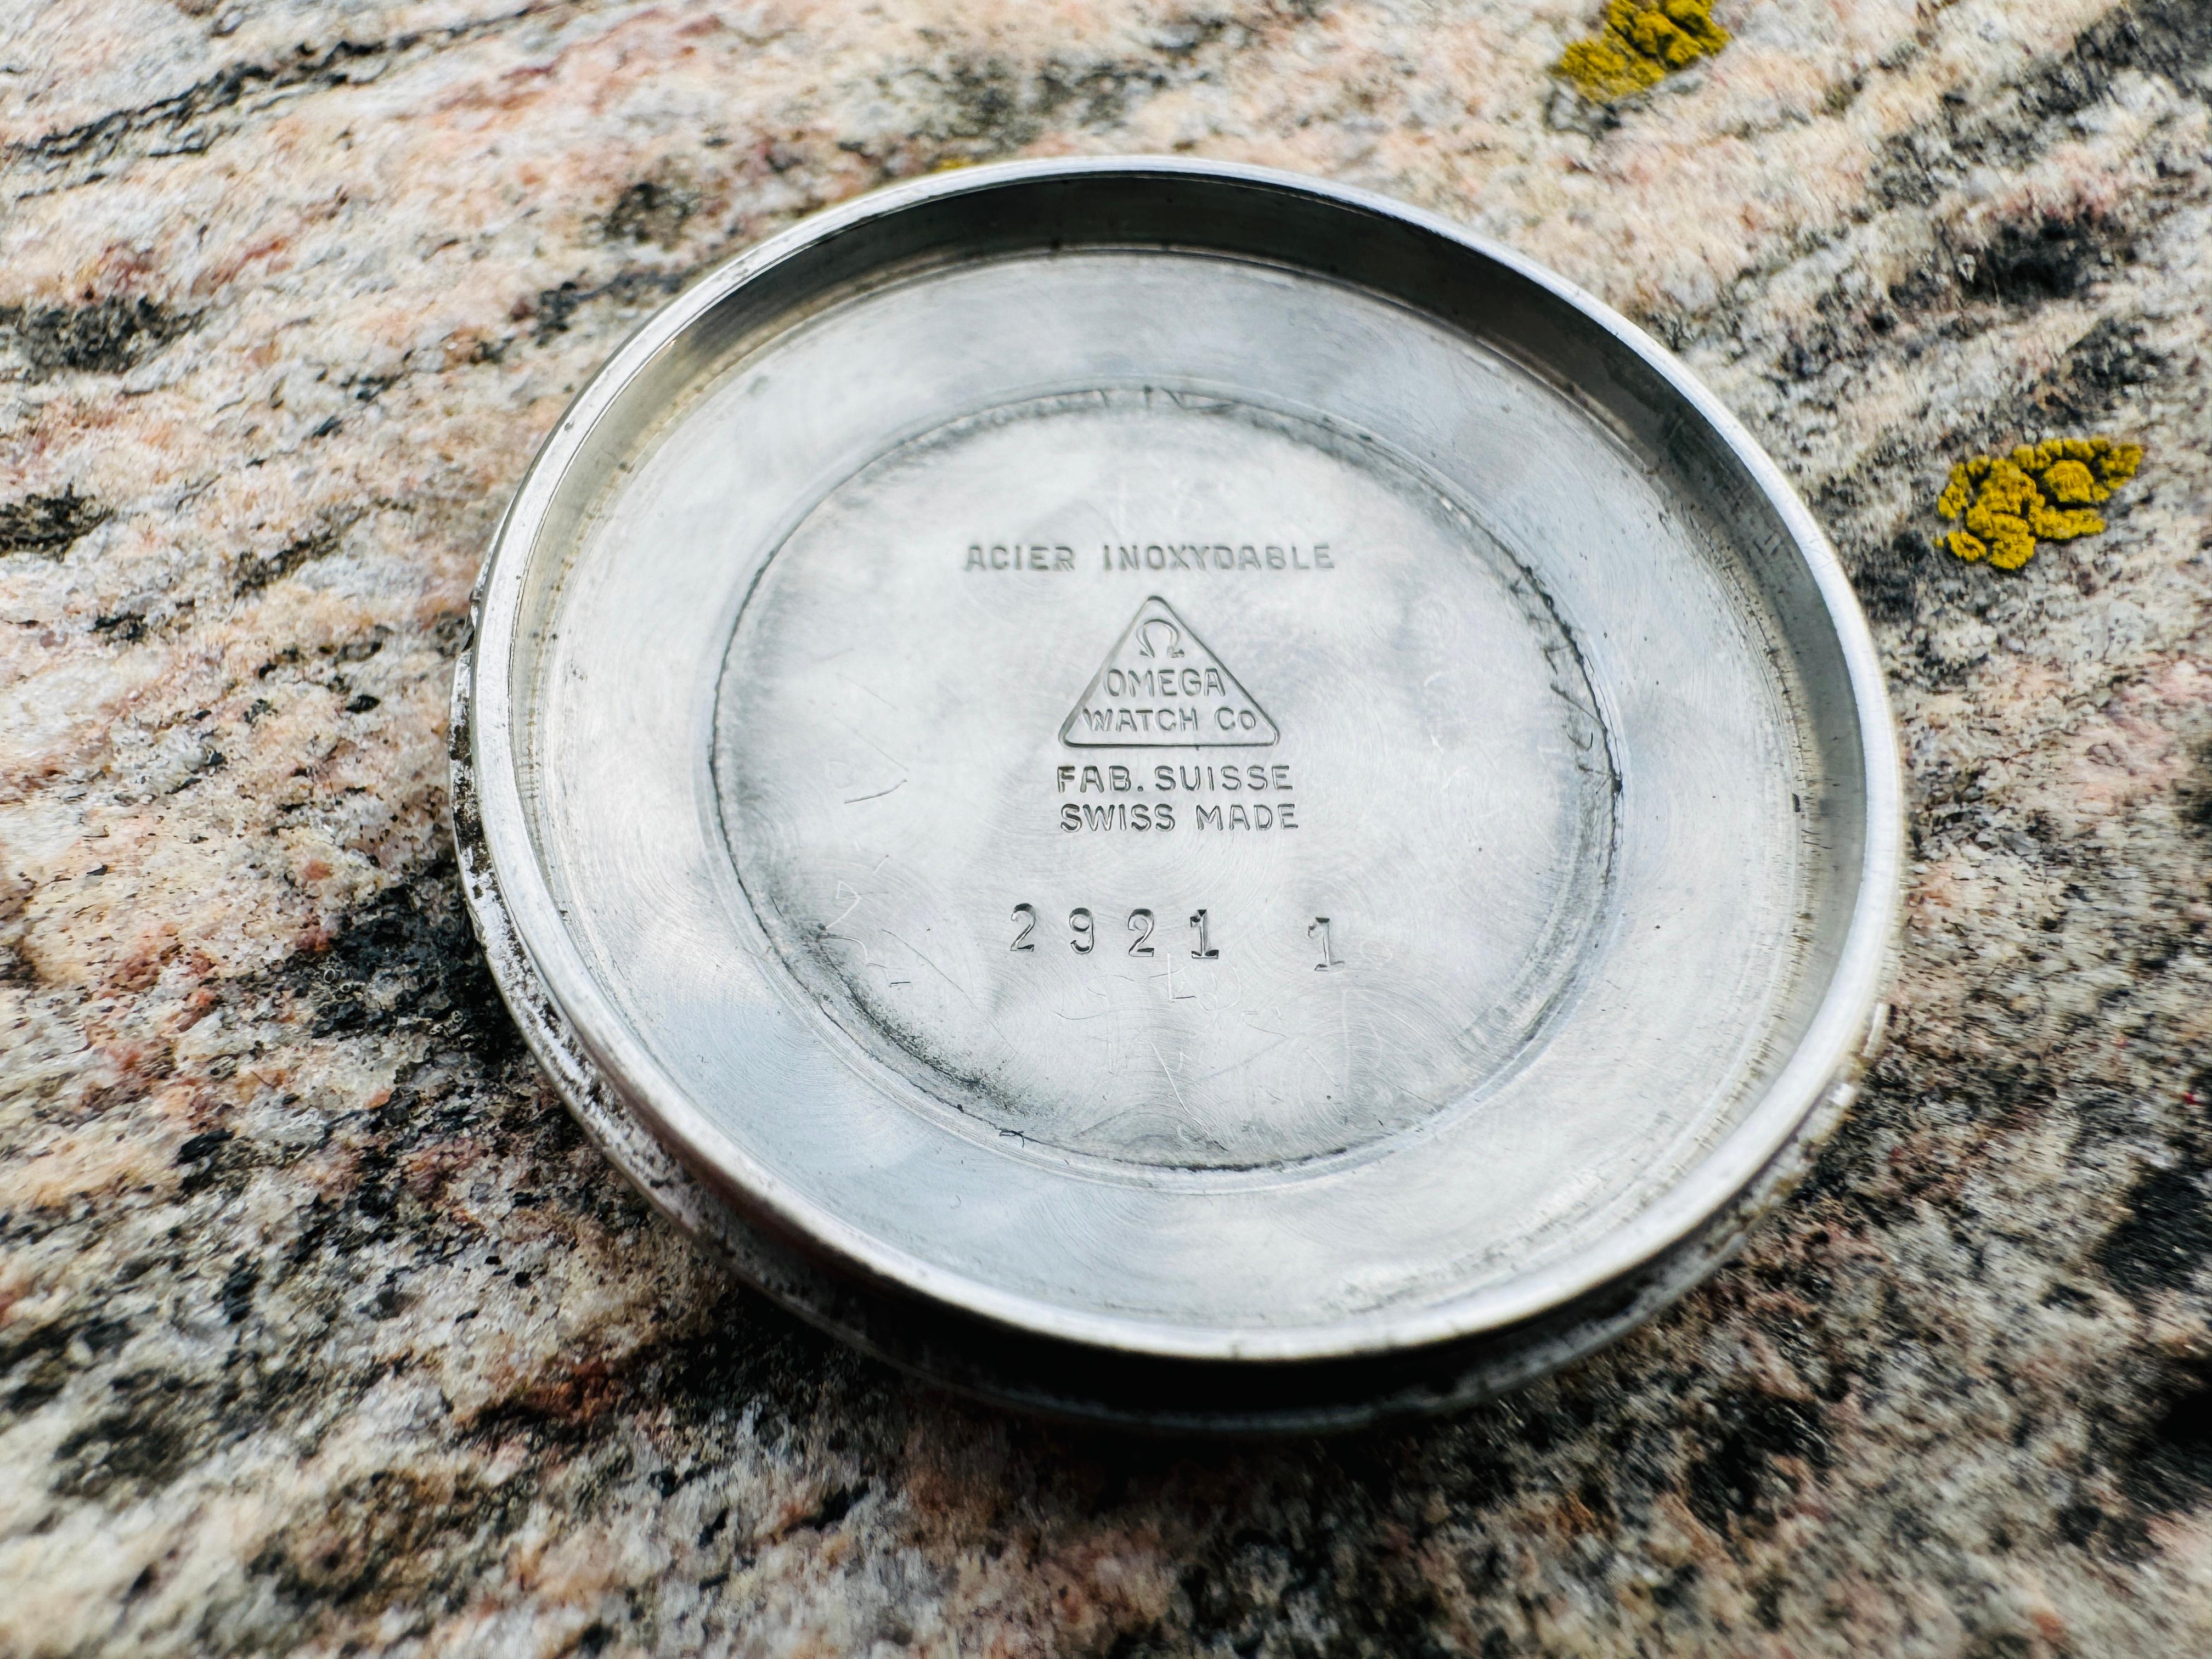 ACIER INOXYDABLE
Ω
OMEGA
WATCH Co
FAB. SUISSE
SWISS MADE
2921 1